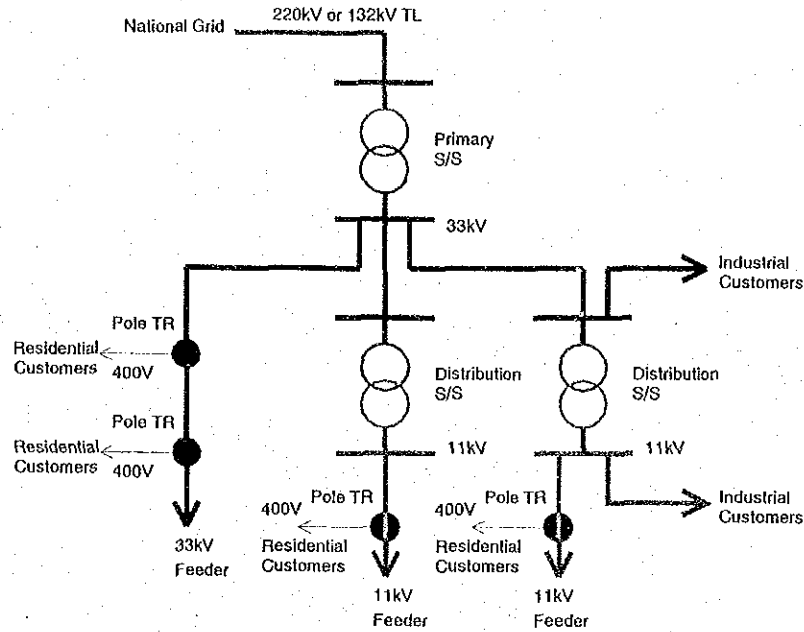 220kV or 132kV TL
National Grid
Primary
S/S
33kV
Industrial
Customers
Pole TR
Residential
Customers
400V
Distribution
S/S
Distribution
S/S
Pole TR
Residential
Customers
400V
11kV
11kV
Pole TR
400V
Residential
Customers
Pole TR
400V
Residential
Customers
Industrial
Customers
33kV
Feeder
11kV
Feeder
11kV
Feeder